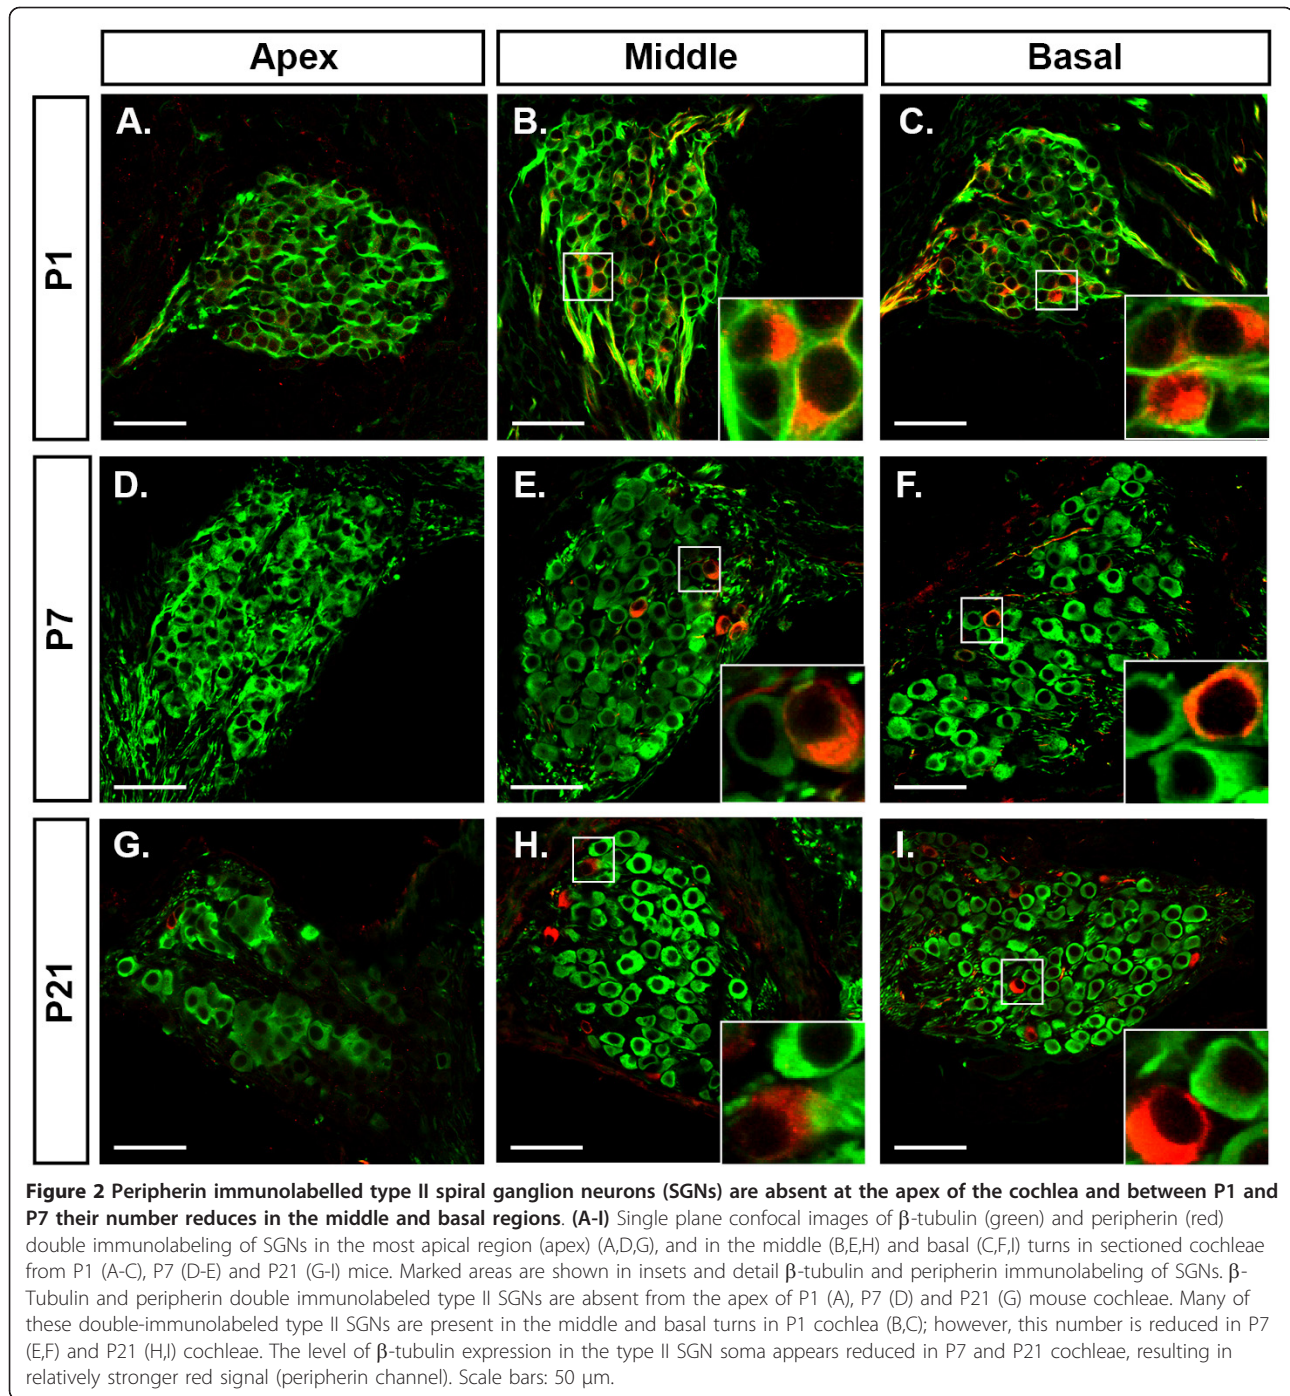 Apex Middle Basal
P1
A. B. C.
P7
D. E. F.
P21
G. H. I.
Figure 2 Peripherin immunolabelled type II spiral ganglion neurons (SGNs) are absent at the apex of the cochlea and between P1 and
P7 their number reduces in the middle and basal regions. (A-I) Single plane confocal images of β-tubulin (green) and peripherin (red)
double immunolabeling of SGNs in the most apical region (apex) (A,D,G), and in the middle (B,E,H) and basal (C,F,I) turns in sectioned cochleae
from P1 (A-C), P7 (D-E) and P21 (G-I) mice. Marked areas are shown in insets and detail β-tubulin and peripherin immunolabeling of SGNs. β-
Tubulin and peripherin double immunolabeled type II SGNs are absent from the apex of P1 (A), P7 (D) and P21 (G) mouse cochleae. Many of
these double-immunolabeled type II SGNs are present in the middle and basal turns in P1 cochlea (B,C); however, this number is reduced in P7
(E,F) and P21 (H,I) cochleae. The level of β-tubulin expression in the type II SGN soma appears reduced in P7 and P21 cochleae, resulting in
relatively stronger red signal (peripherin channel). Scale bars: 50 μm.